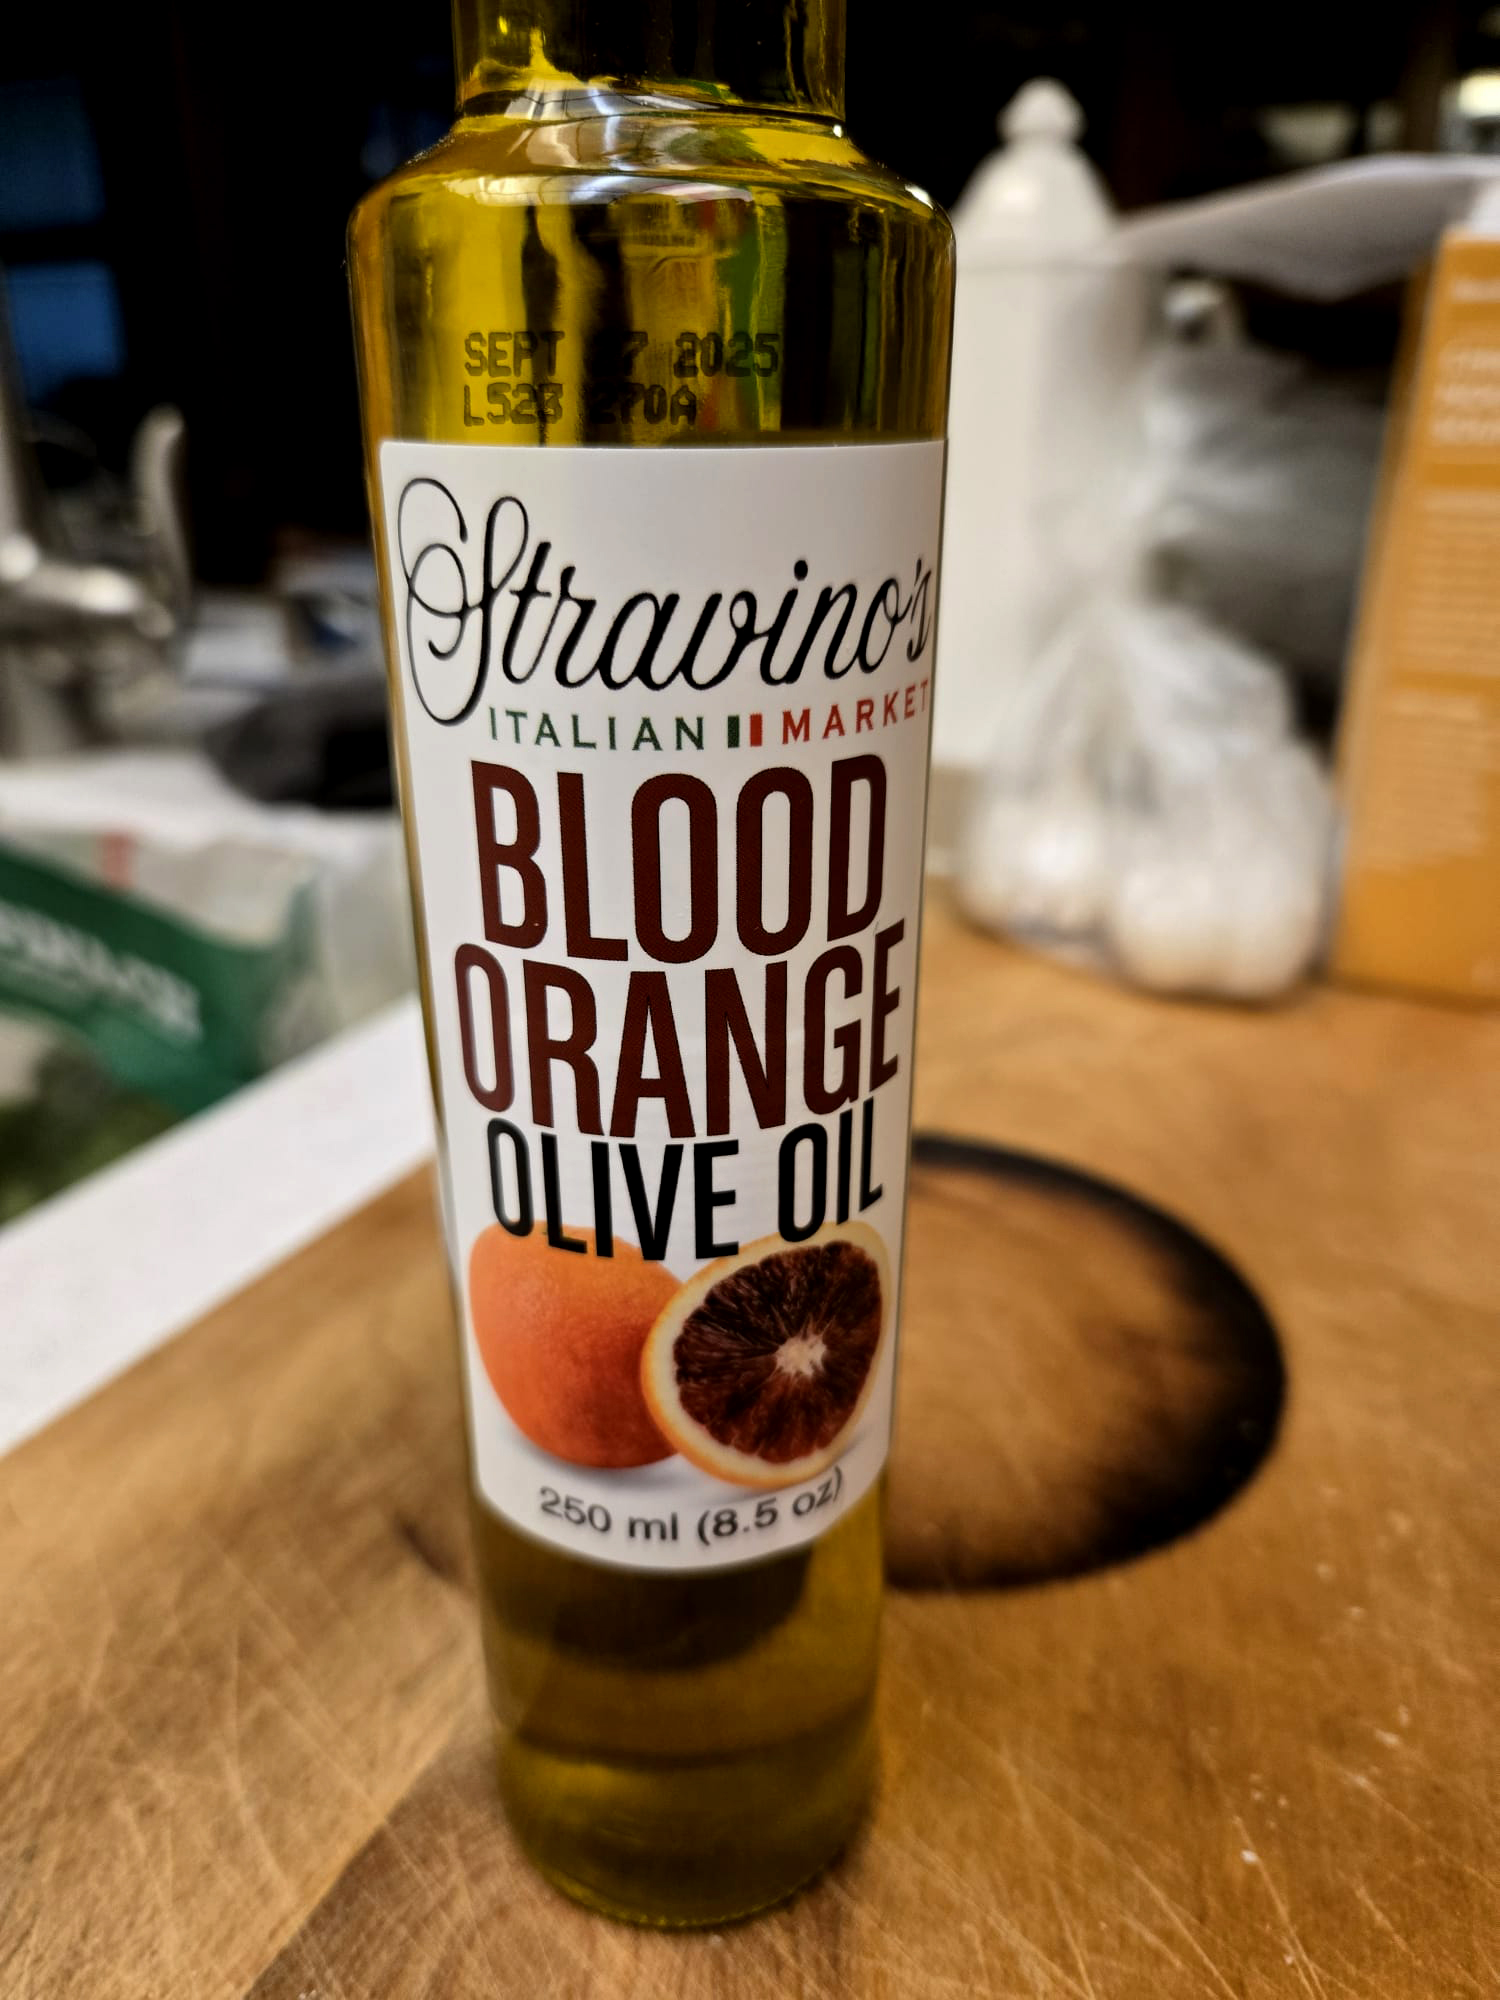 SEPT 2025
Stravino's
ITALIAN MARKET
BLOOD
ORANGE
OLIVE OIL
250 ml (8.5 oz)